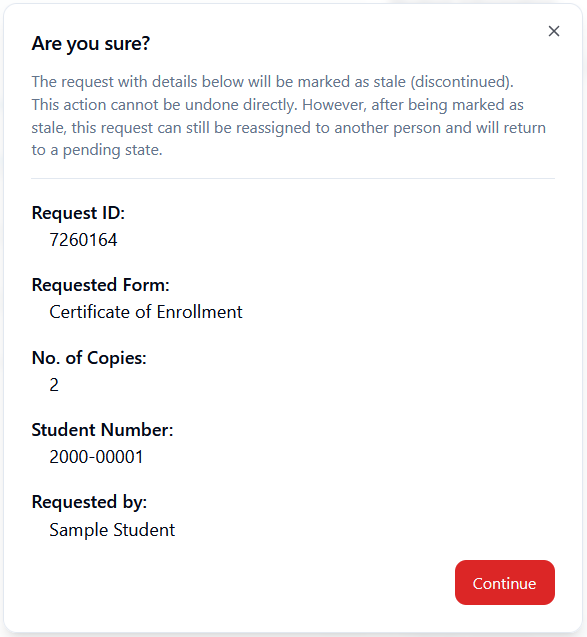 Are you sure?
The request with details below will be marked as stale (discontinued).
This action cannot be undone directly. However, after being marked as
stale, this request can still be reassigned to another person and will return
to a pending state.
Request ID:
7260164
Requested Form:
Certificate of Enrollment
No. of Copies:
2
Student Number:
2000-00001
Requested by:
Sample Student
Continue